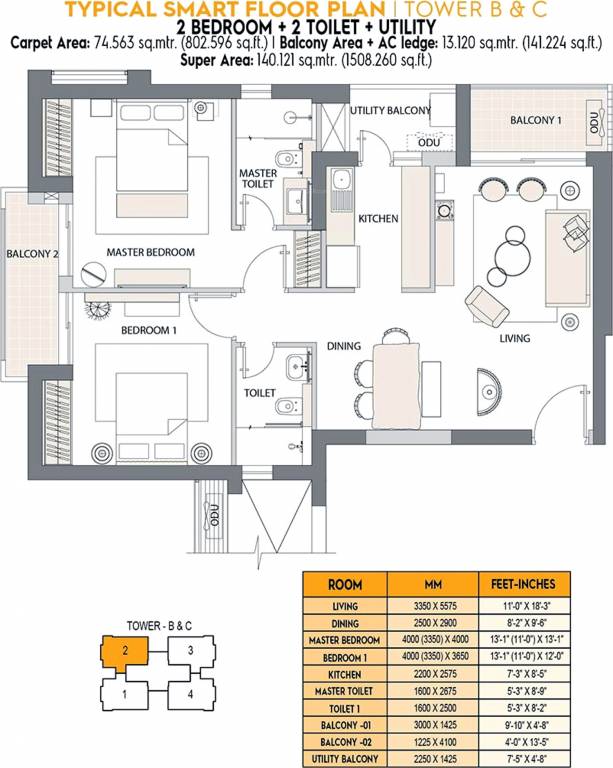 TYPICAL SMART FLOOR PLAN | TOWER B & C
2 BEDROOM + 2 TOILET + UTILITY
Carpet Area: 74.563 sq.mtr. (802.596 sq.ft.) | Balcony Area + AC ledge: 13.120 sq.mtr. (141.224 sq.ft.)
Super Area: 140.121 sq.mtr. (1508.260 sq.ft.)
UTILITY BALCONY
ODU
BALCONY 1
ODU
MASTER
TOILET
KITCHEN
BALCONY 2
MASTER BEDROOM
BEDROOM 1
DINING
LIVING
TOILET
ODU
ROOM MM FEET-INCHES
LIVING 3350 X 5575 11'-0" X 18'-3"
DINING 2500 X 2900 8'-2" X 9'-6"
MASTER BEDROOM 4000 (3350) X 4000 13'-1" (11'-0") X 13'-1"
BEDROOM 1 4000 (3350) X 3650 13'-1" (11'-0") X 12'-0"
KITCHEN 2200 X 2575 7'-3" X 8'-5"
MASTER TOILET 1600 X 2675 5'-3" X 8'-9"
TOILET 1 1600 X 2500 5'-3" X 8'-2"
BALCONY -01 3000 X 1425 9'-10" X 4'-8"
BALCONY -02 1225 X 4100 4'-0" X 13'-5"
UTILITY BALCONY 2250 X 1425 7'-5" X 4'-8"
TOWER - B & C
2 3
1 4